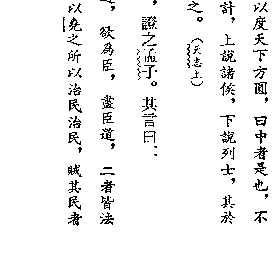 以度天下方圓，曰中者是也，不
計，上說諸侯，下說列士，其於
之。（天志上）
，證之孟子。其言曰：
，欲為臣，盡臣道，二者皆法
以堯之所以治民治民，賊其民者